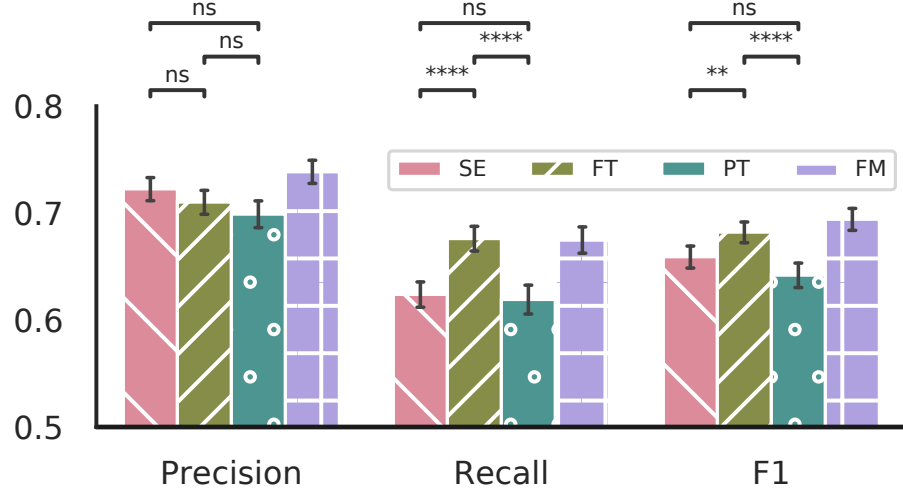 ns ns ns
ns **** ****
ns **** **
0.8
SE FT PT FM
0.7
0.6
0.5
Precision Recall F1